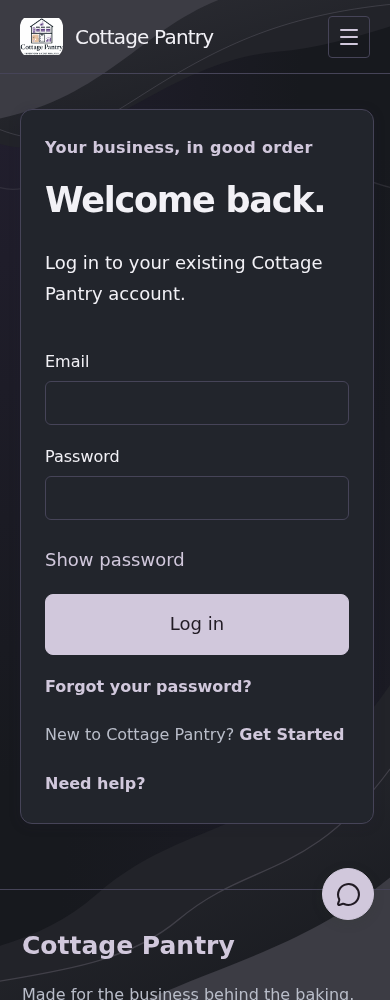 Cottage Pantry
Cottage Pantry
Your business, in good order
Welcome back.
Log in to your existing Cottage
Pantry account.
Email
Password
Show password
Log in
Forgot your password?
New to Cottage Pantry? Get Started
Need help?
Cottage Pantry
Made for the business behind the baking.